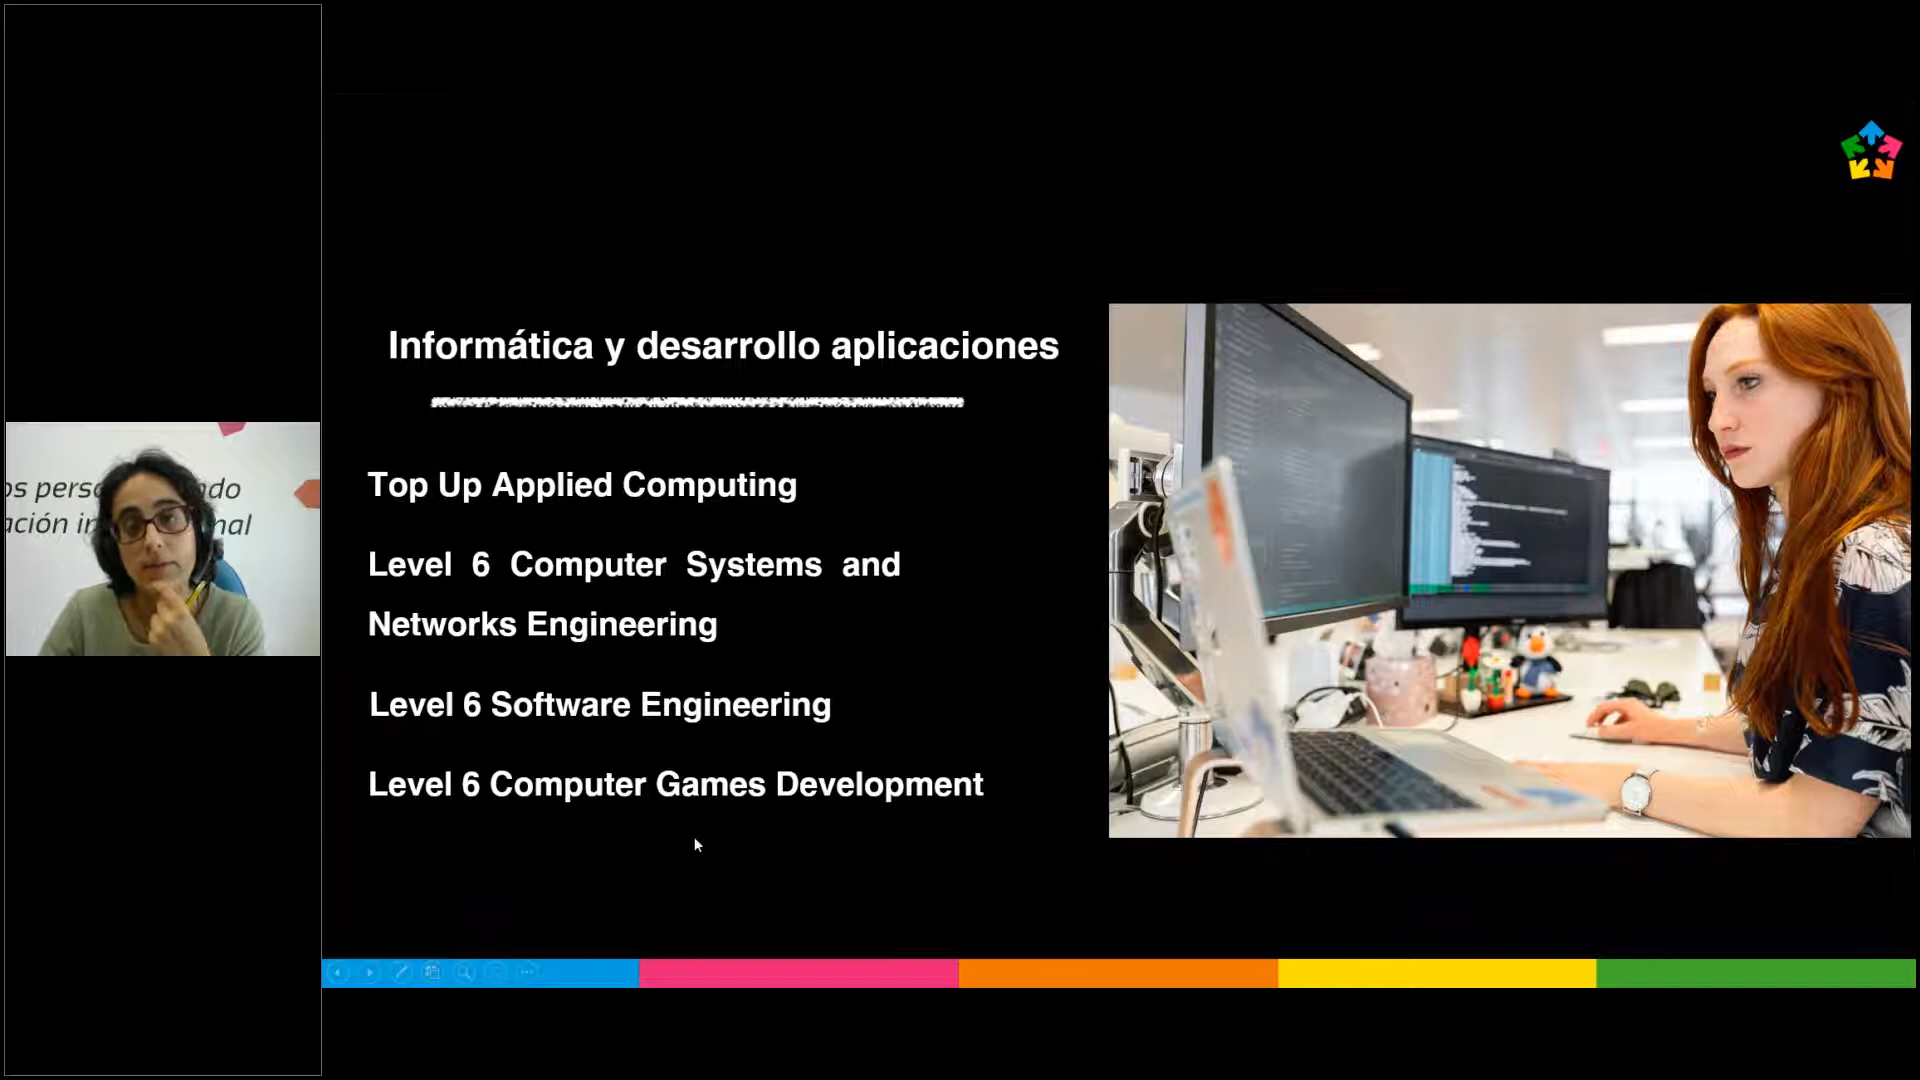 Informática y desarrollo aplicaciones
Top Up Applied Computing
Level 6 Computer Systems and
Networks Engineering
Level 6 Software Engineering
Level 6 Computer Games Development